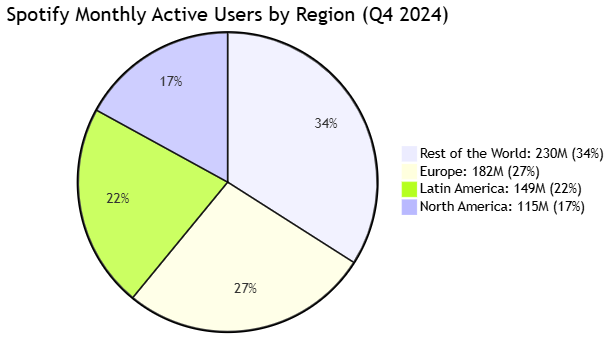 Spotify Monthly Active Users by Region (Q4 2024)
17%
34%
22%
27%
Rest of the World: 230M (34%)
Europe: 182M (27%)
Latin America: 149M (22%)
North America: 115M (17%)